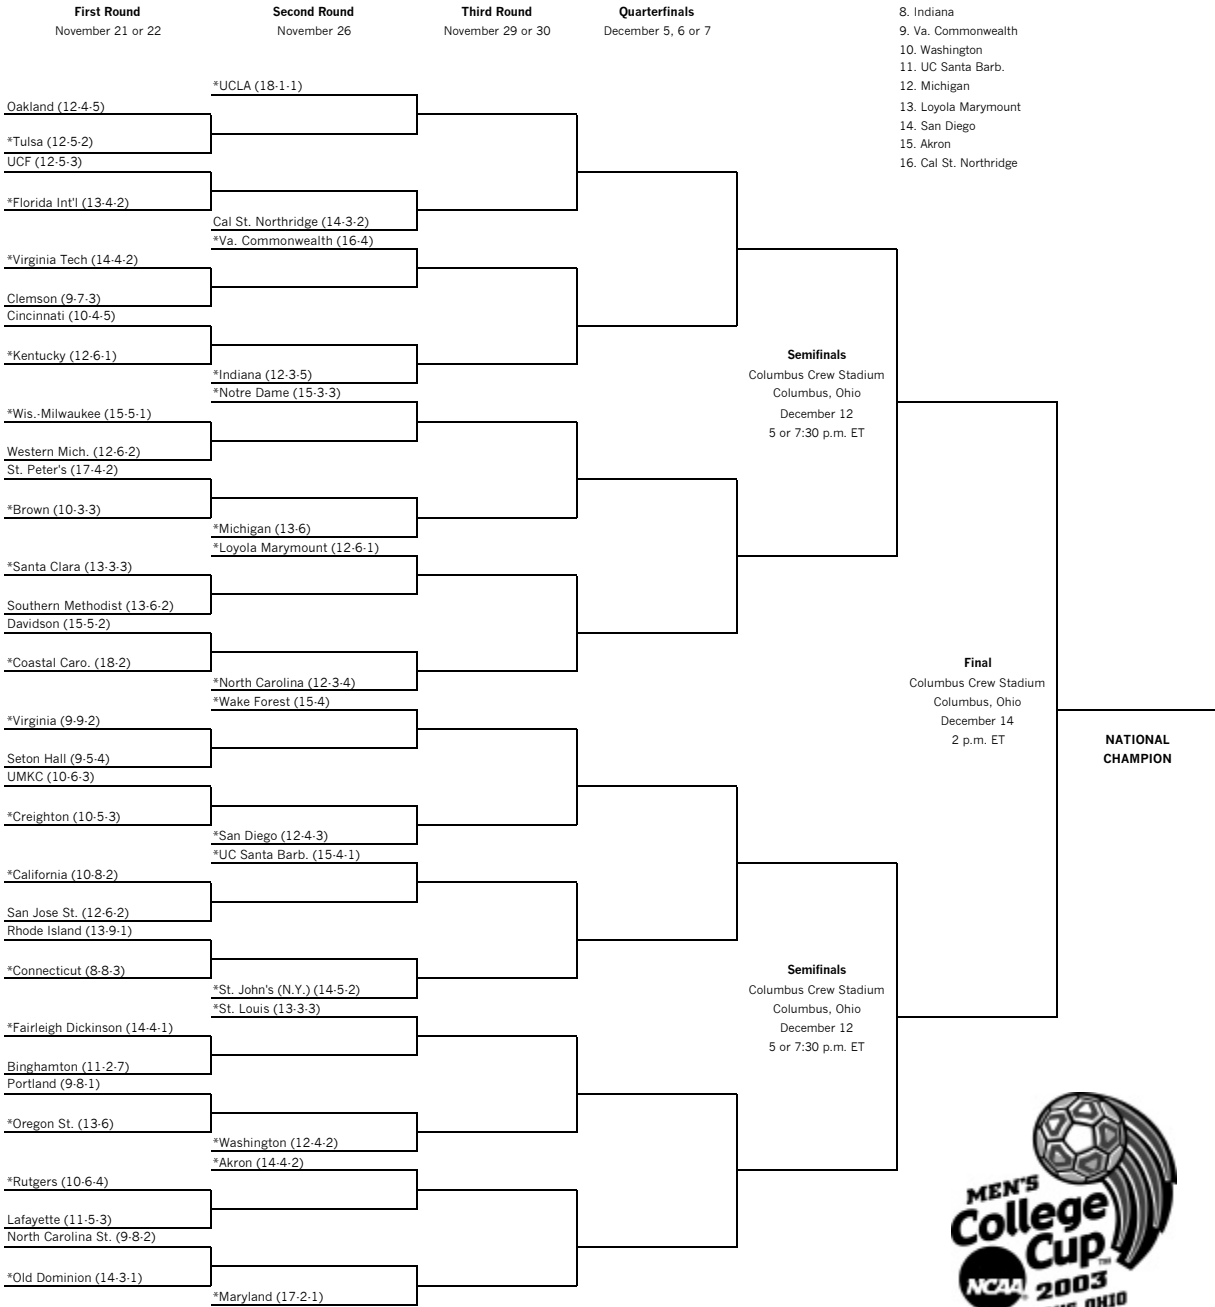 First Round
November 21 or 22
Second Round
November 26
Third Round
November 29 or 30
Quarterfinals
December 5, 6 or 7
8. Indiana
9. Va. Commonwealth
10. Washington
11. UC Santa Barb.
12. Michigan
13. Loyola Marymount
14. San Diego
15. Akron
16. Cal St. Northridge
*UCLA (18-1-1)
Oakland (12-4-5)
*Tulsa (12-5-2)
UCF (12-5-3)
*Florida Int'l (13-4-2)
Cal St. Northridge (14-3-2)
*Va. Commonwealth (16-4)
*Virginia Tech (14-4-2)
Clemson (9-7-3)
Cincinnati (10-4-5)
*Kentucky (12-6-1)
*Indiana (12-3-5)
*Notre Dame (15-3-3)
*Wis.-Milwaukee (15-5-1)
Western Mich. (12-6-2)
St. Peter's (17-4-2)
*Brown (10-3-3)
*Michigan (13-6)
*Loyola Marymount (12-6-1)
*Santa Clara (13-3-3)
Southern Methodist (13-6-2)
Davidson (15-5-2)
*Coastal Caro. (18-2)
*North Carolina (12-3-4)
*Wake Forest (15-4)
*Virginia (9-9-2)
Seton Hall (9-5-4)
UMKC (10-6-3)
*Creighton (10-5-3)
*San Diego (12-4-3)
*UC Santa Barb. (15-4-1)
*California (10-8-2)
San Jose St. (12-6-2)
Rhode Island (13-9-1)
*Connecticut (8-8-3)
*St. John's (N.Y.) (14-5-2)
*St. Louis (13-3-3)
*Fairleigh Dickinson (14-4-1)
Binghamton (11-2-7)
Portland (9-8-1)
*Oregon St. (13-6)
*Washington (12-4-2)
*Akron (14-4-2)
*Rutgers (10-6-4)
Lafayette (11-5-3)
North Carolina St. (9-8-2)
*Old Dominion (14-3-1)
*Maryland (17-2-1)
Semifinals
Columbus Crew Stadium
Columbus, Ohio
December 12
5 or 7:30 p.m. ET
Final
Columbus Crew Stadium
Columbus, Ohio
December 14
2 p.m. ET
NATIONAL
CHAMPION
Semifinals
Columbus Crew Stadium
Columbus, Ohio
December 12
5 or 7:30 p.m. ET
MEN'S
College
Cup™
NCAA 2003
OHIO